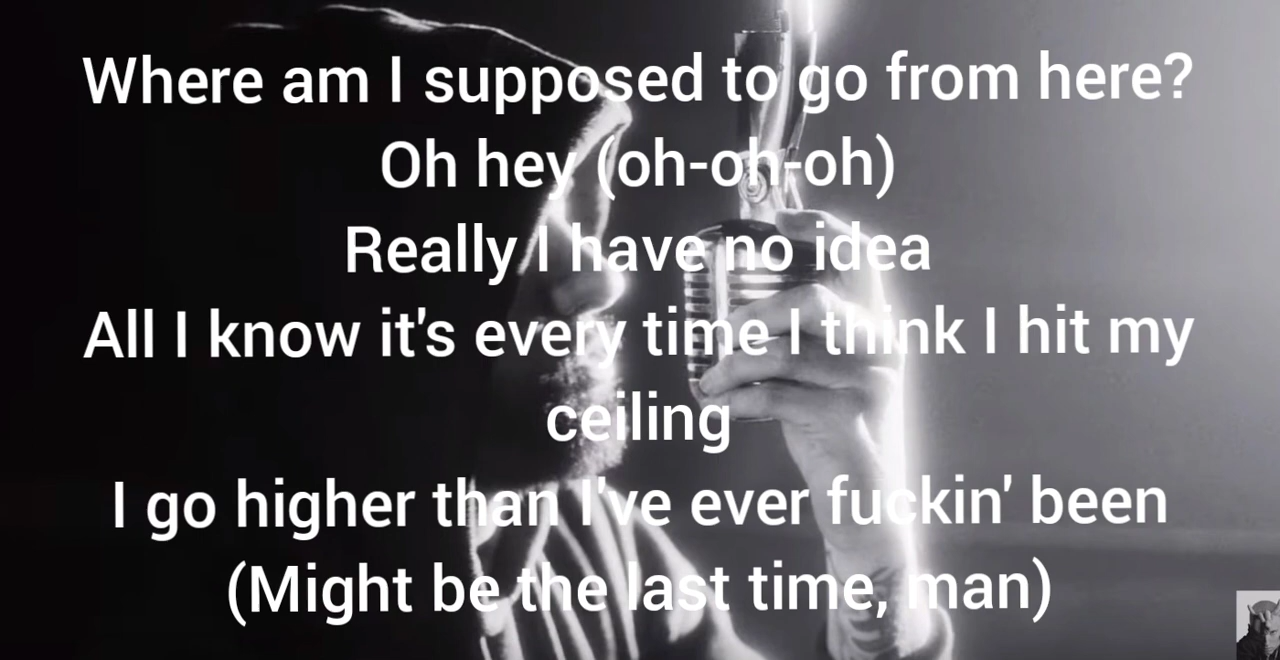 Where am I supposed to go from here?
Oh hey (oh-oh-oh)
Really I have no idea
All I know it's every time I think I hit my
ceiling
I go higher than I've ever fuckin' been
(Might be the last time, man)